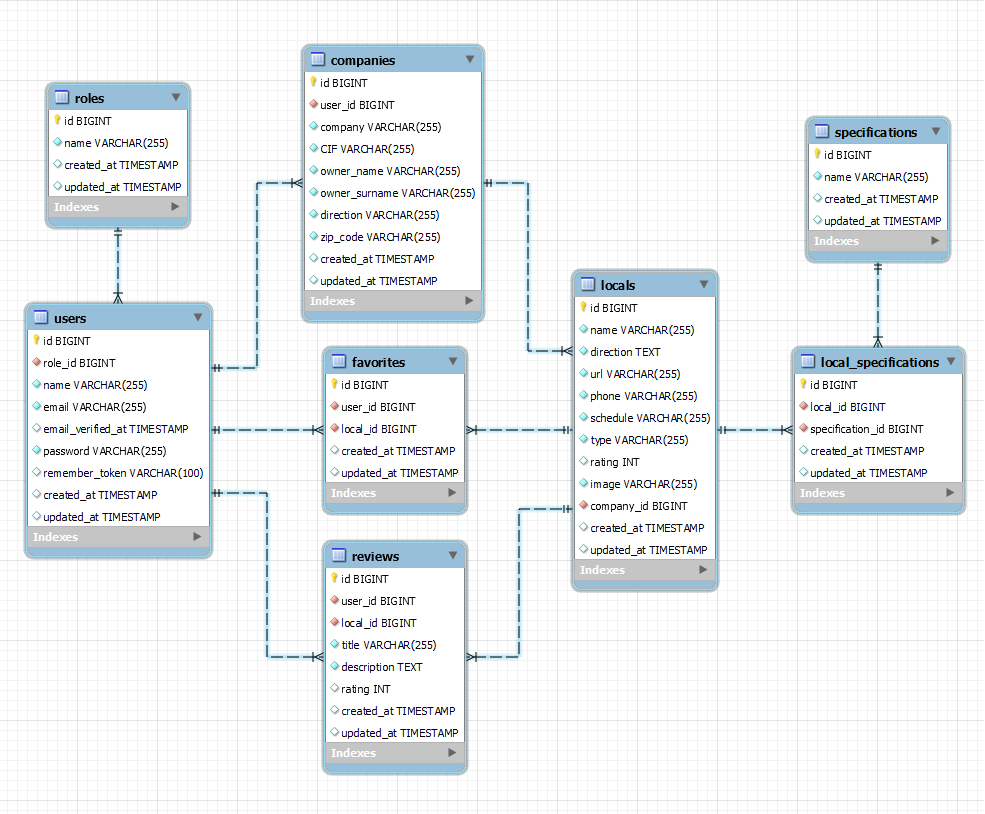 roles
id BIGINT
name VARCHAR(255)
created_at TIMESTAMP
updated_at TIMESTAMP
Indexes
users
id BIGINT
role_id BIGINT
name VARCHAR(255)
email VARCHAR(255)
email_verified_at TIMESTAMP
password VARCHAR(255)
remember_token VARCHAR(100)
created_at TIMESTAMP
updated_at TIMESTAMP
Indexes
companies
id BIGINT
user_id BIGINT
company VARCHAR(255)
CIF VARCHAR(255)
owner_name VARCHAR(255)
owner_surname VARCHAR(255)
direction VARCHAR(255)
zip_code VARCHAR(255)
created_at TIMESTAMP
updated_at TIMESTAMP
Indexes
favorites
id BIGINT
user_id BIGINT
local_id BIGINT
created_at TIMESTAMP
updated_at TIMESTAMP
Indexes
reviews
id BIGINT
user_id BIGINT
local_id BIGINT
title VARCHAR(255)
description TEXT
rating INT
created_at TIMESTAMP
updated_at TIMESTAMP
Indexes
locals
id BIGINT
name VARCHAR(255)
direction TEXT
url VARCHAR(255)
phone VARCHAR(255)
schedule VARCHAR(255)
type VARCHAR(255)
rating INT
image VARCHAR(255)
company_id BIGINT
created_at TIMESTAMP
updated_at TIMESTAMP
Indexes
specifications
id BIGINT
name VARCHAR(255)
created_at TIMESTAMP
updated_at TIMESTAMP
Indexes
local_specifications
id BIGINT
local_id BIGINT
specification_id BIGINT
created_at TIMESTAMP
updated_at TIMESTAMP
Indexes